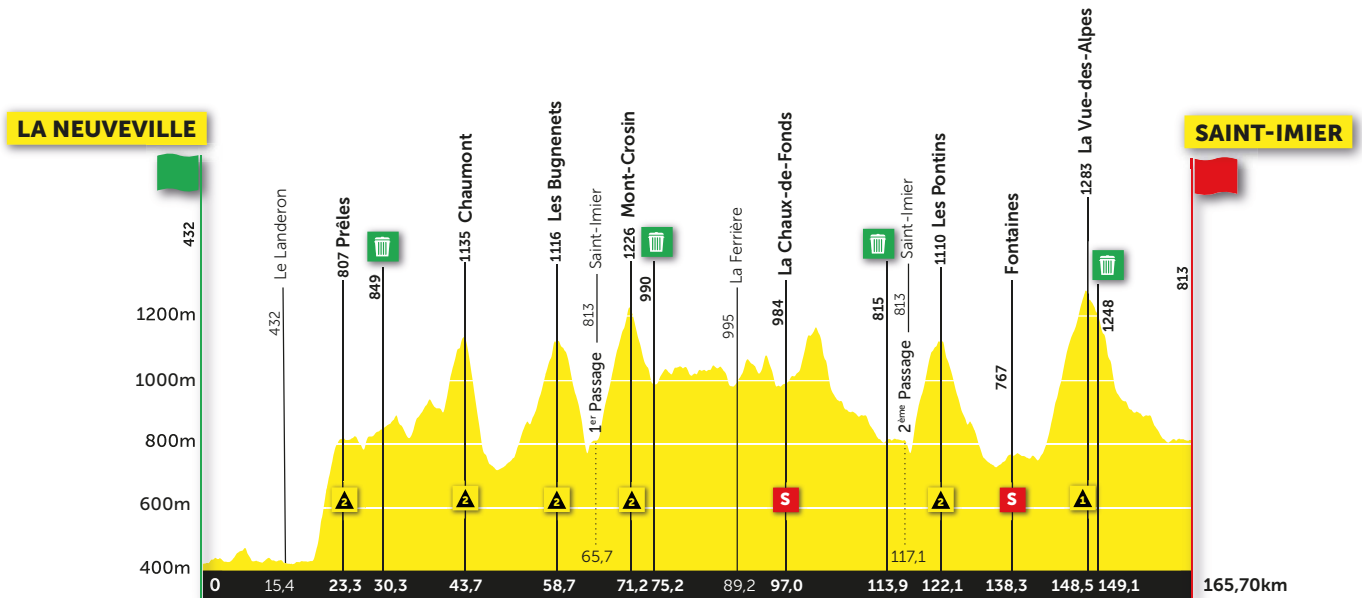 LA NEUVEVILLE
SAINT-IMIER
432
Le Landeron
432
807 Prêles
849
1135 Chaumont
1116 Les Bugnenets
1er Passage
813
Saint-Imier
1226 Mont-Crosin
990
995
La Ferrière
984
La Chaux-de-Fonds
815
2ème Passage
813
Saint-Imier
1110 Les Pontins
767
Fontaines
1283 La Vue-des-Alpes
1248
813
1200m
1000m
800m
600m
400m
2
2
2
2
S
2
S
1
65,7
117,1
0
15,4
23,3
30,3
43,7
58,7
71,2
75,2
89,2
97,0
113,9
122,1
138,3
148,5
149,1
165,70km